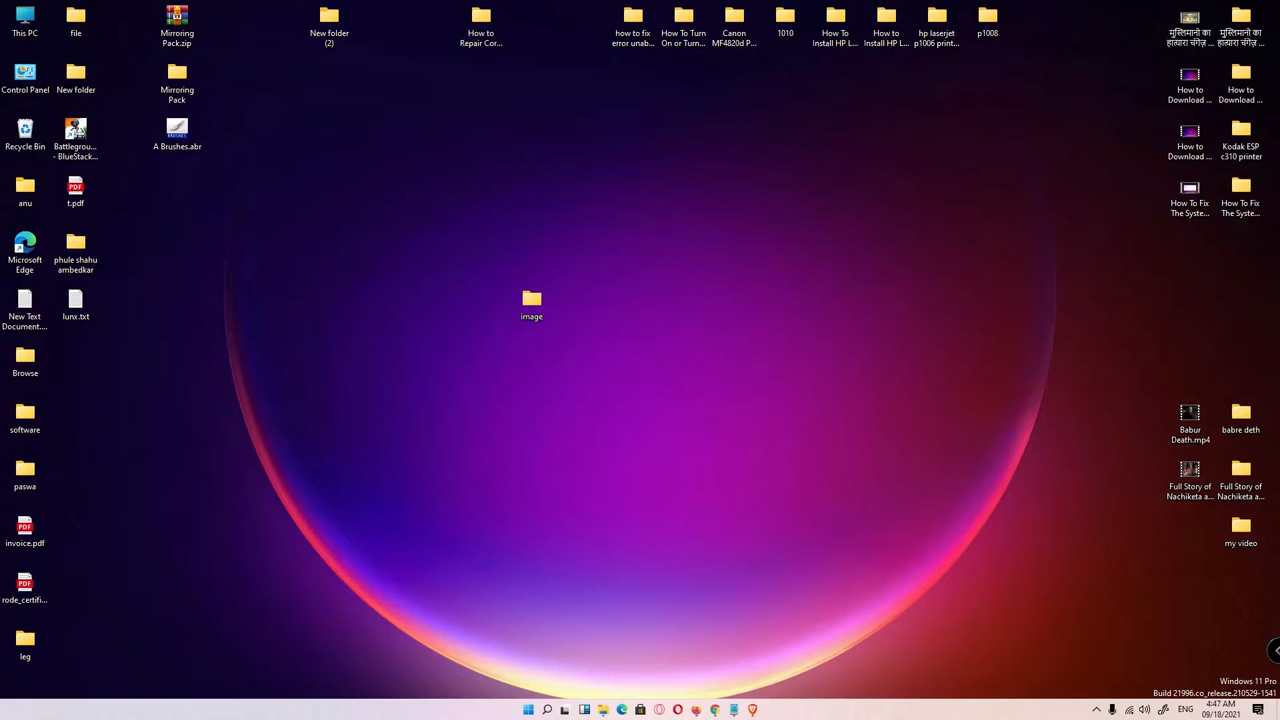 This PC
file
Mirroring
Pack.zip
New folder
(2)
How to
Repair Cor...
how to fix
error unab...
How To Turn
On or Turn...
Canon
MF4820d P...
1010
How To
Install HP L...
How to
Install HP L...
hp laserjet
p1006 print...
p1008
मुस्लिमानो का
हात्यारा चंगेज़ ...
मुस्लिमानो का
हात्यारा चंगेज़ ...
Control Panel
New folder
Mirroring
Pack
How to
Download ...
How to
Download ...
Recycle Bin
Battlegrou...
- BlueStack...
BRUSHES
A Brushes.abr
How to
Download ...
Kodak ESP
c310 printer
anu
PDF
t.pdf
How To Fix
The Syste...
How To Fix
The Syste...
Microsoft
Edge
phule shahu
ambedkar
New Text
Document....
lunx.txt
image
Browse
software
Babur
Death.mp4
babre deth
paswa
Full Story of
Nachiketa a...
Full Story of
Nachiketa a...
PDF
invoice.pdf
my video
PDF
rode_certifi...
leg
Windows 11 Pro
Build 21996.co_release.210529-1541
ENG
4:47 AM
09/18/2021